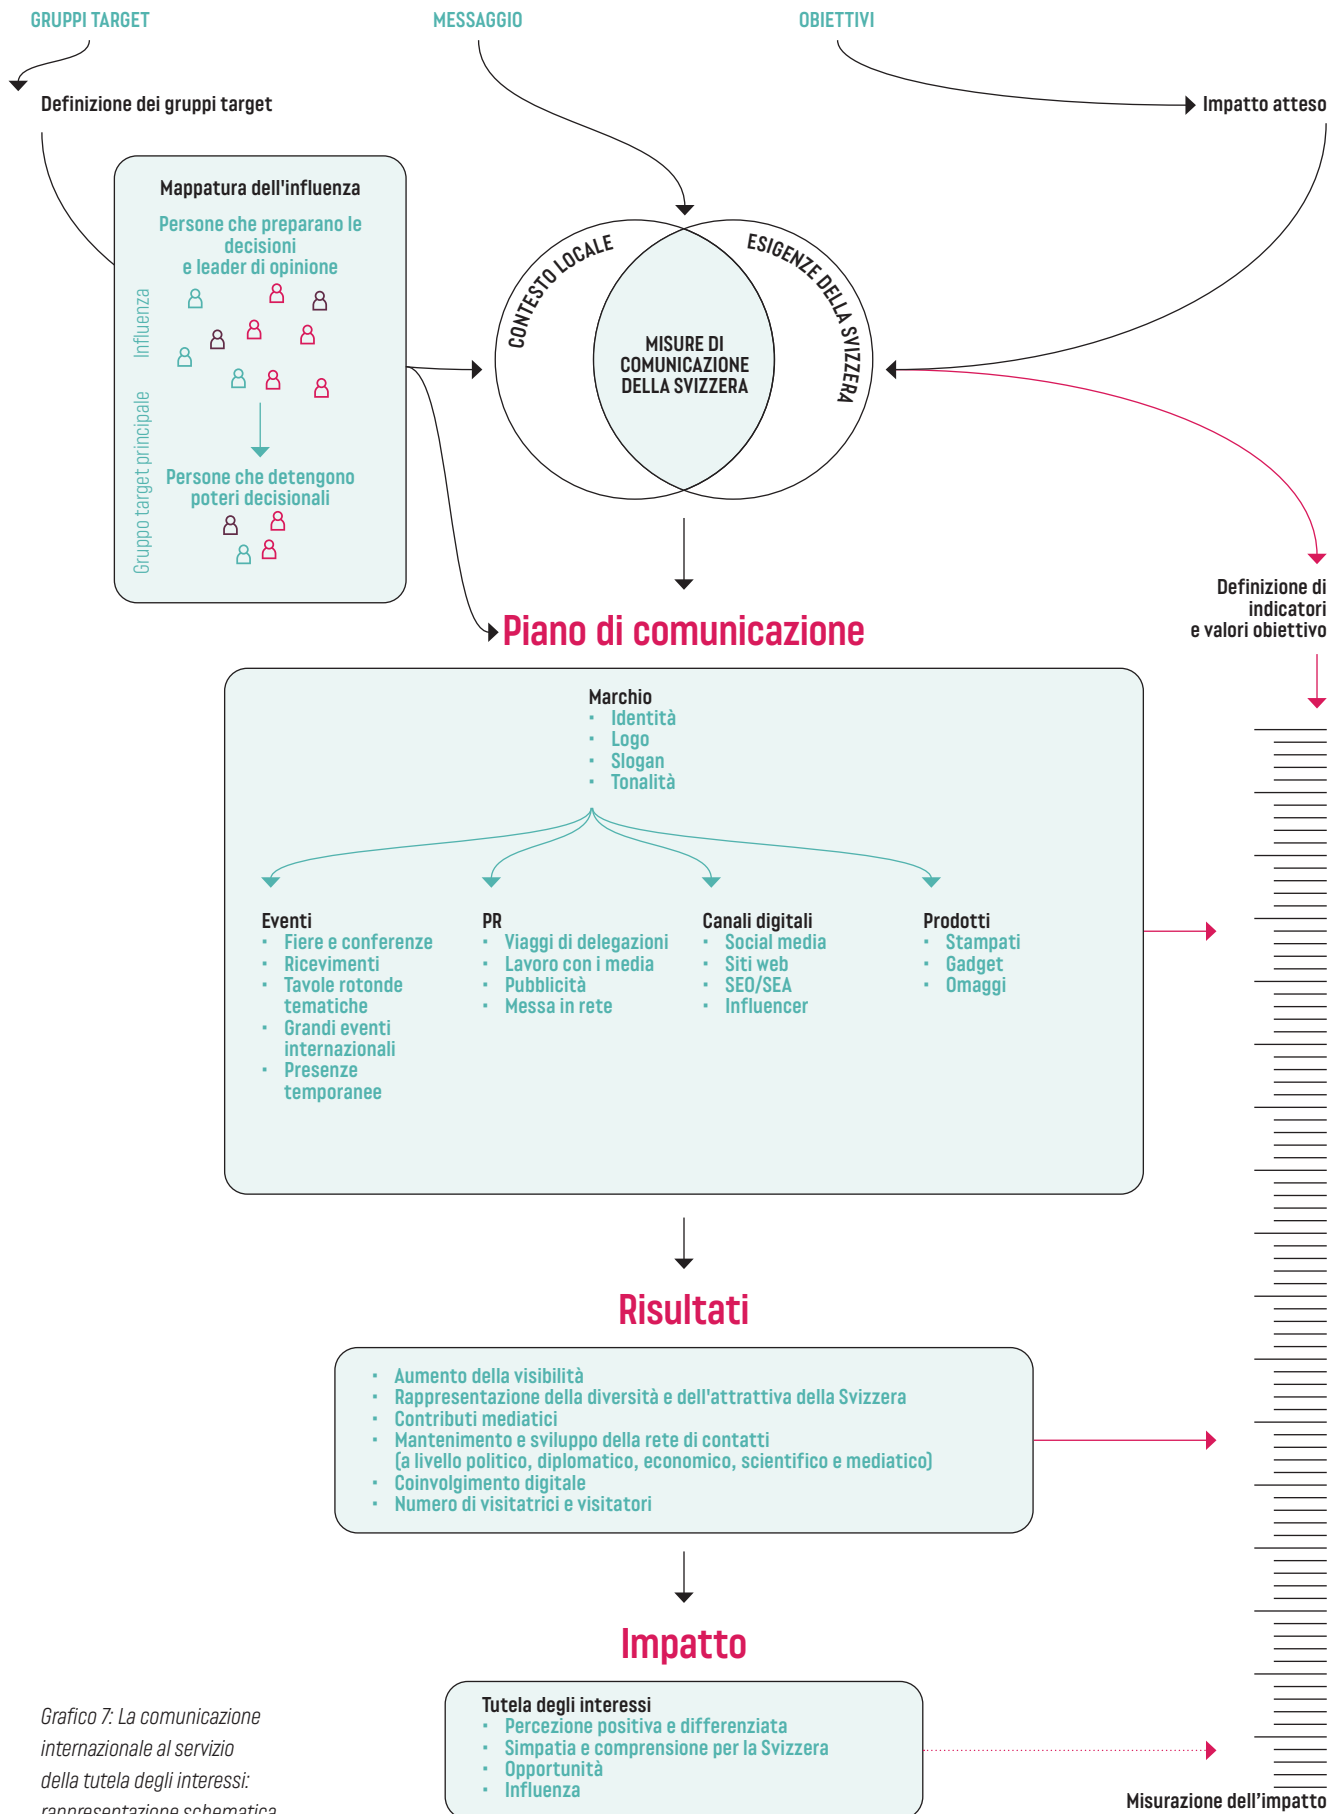 GRUPPI TARGET
MESSAGGIO
OBIETTIVI
Definizione dei gruppi target
Impatto atteso
Mappatura dell'influenza
Persone che preparano le
decisioni
e leader di opinione
Influenza
Gruppo target principale
Persone che detengono
poteri decisionali
CONTESTO LOCALE
ESIGENZE DELLA SVIZZERA
MISURE DI
COMUNICAZIONE
DELLA SVIZZERA
Definizione di
indicatori
e valori obiettivo
Piano di comunicazione
Marchio
▪ Identità
▪ Logo
▪ Slogan
▪ Tonalità
Eventi
▪ Fiere e conferenze
▪ Ricevimenti
▪ Tavole rotonde
tematiche
▪ Grandi eventi
internazionali
▪ Presenze
temporanee
PR
▪ Viaggi di delegazioni
▪ Lavoro con i media
▪ Pubblicità
▪ Messa in rete
Canali digitali
▪ Social media
▪ Siti web
▪ SEO/SEA
▪ Influencer
Prodotti
▪ Stampati
▪ Gadget
▪ Omaggi
Risultati
▪ Aumento della visibilità
▪ Rappresentazione della diversità e dell'attrattiva della Svizzera
▪ Contributi mediatici
▪ Mantenimento e sviluppo della rete di contatti
(a livello politico, diplomatico, economico, scientifico e mediatico)
▪ Coinvolgimento digitale
▪ Numero di visitatrici e visitatori
Impatto
Tutela degli interessi
▪ Percezione positiva e differenziata
▪ Simpatia e comprensione per la Svizzera
▪ Opportunità
▪ Influenza
Misurazione dell'impatto
Grafico 7: La comunicazione
internazionale al servizio
della tutela degli interessi:
rappresentazione schematica